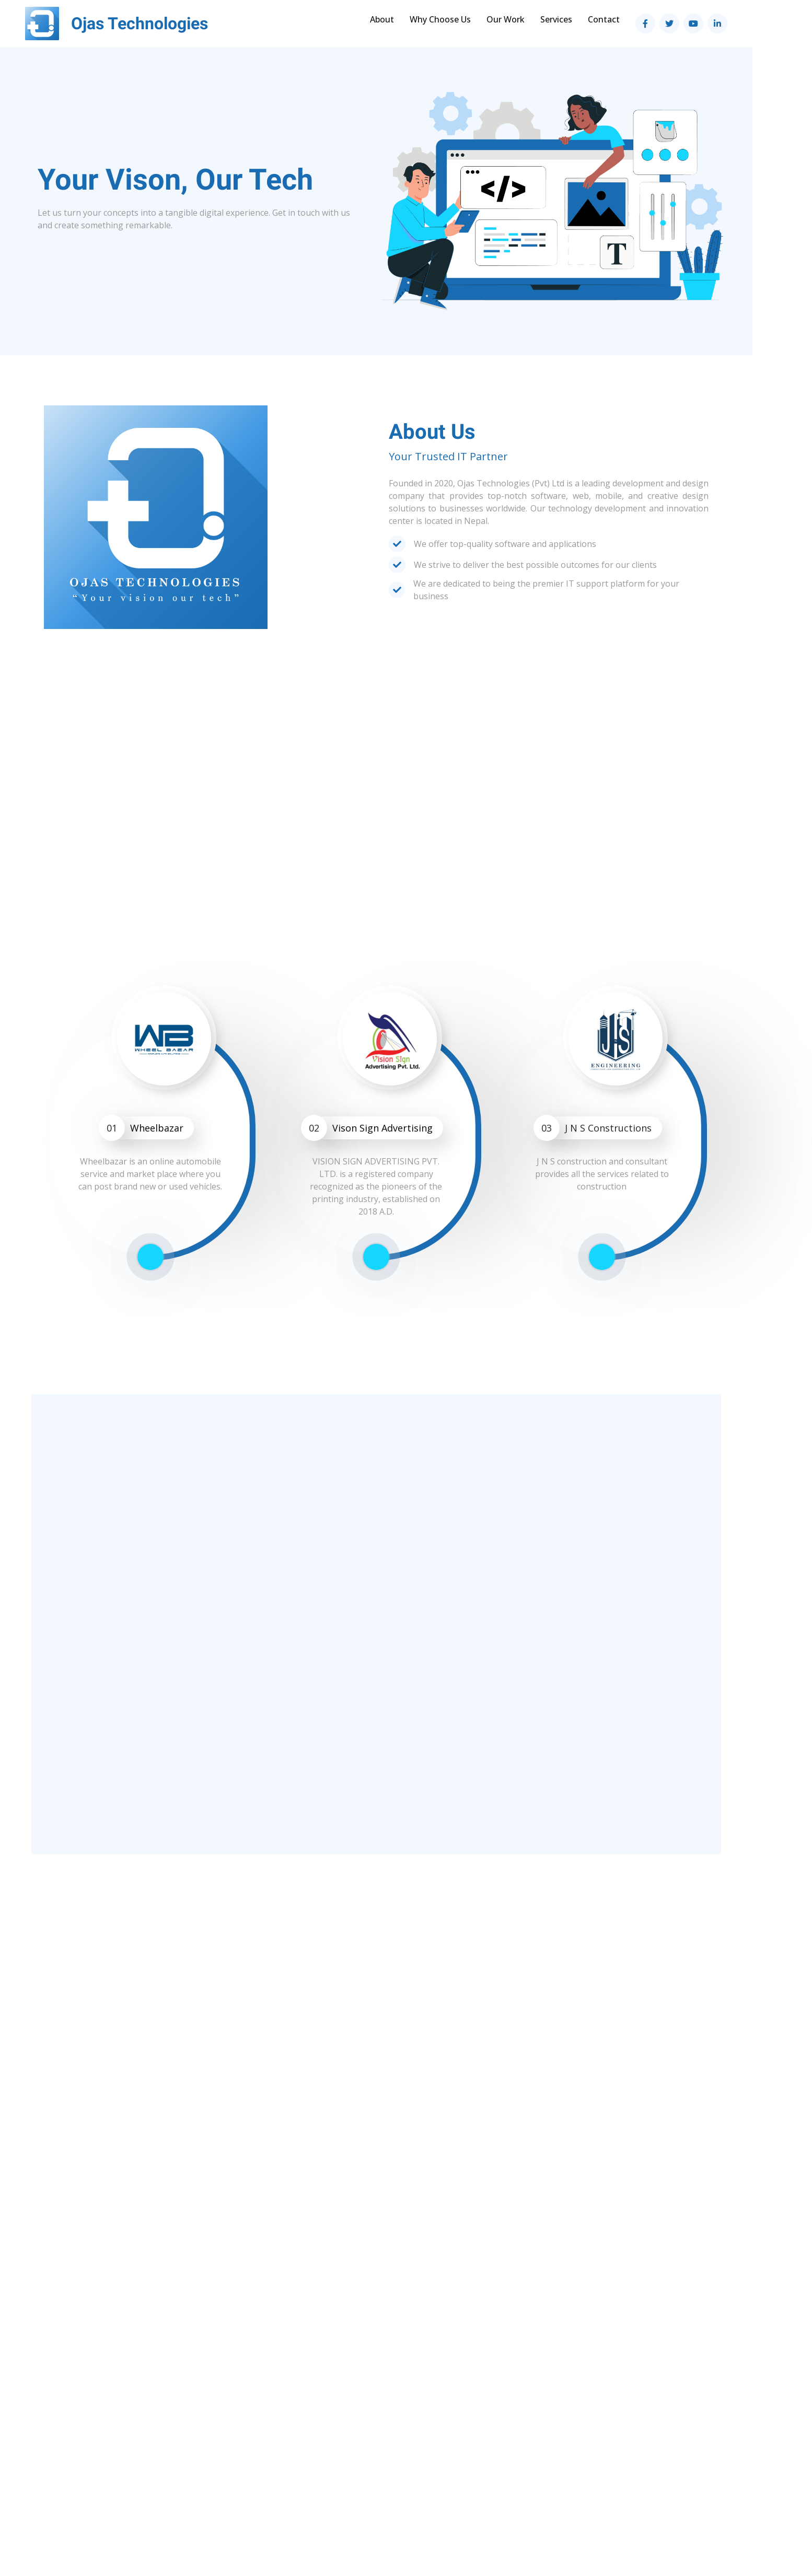 Ojas Technologies
About
Why Choose Us
Our Work
Services
Contact
Your Vison, Our Tech
Let us turn your concepts into a tangible digital experience. Get in touch with us
and create something remarkable.
</>
T
OJAS TECHNOLOGIES
“Your vision our tech”
About Us
Your Trusted IT Partner
Founded in 2020, Ojas Technologies (Pvt) Ltd is a leading development and design
company that provides top-notch software, web, mobile, and creative design
solutions to businesses worldwide. Our technology development and innovation
center is located in Nepal.
We offer top-quality software and applications
We strive to deliver the best possible outcomes for our clients
We are dedicated to being the premier IT support platform for your
business
WB
WHEEL BAZAR
01 Wheelbazar
Wheelbazar is an online automobile
service and market place where you
can post brand new or used vehicles.
Vision Sign
Advertising Pvt. Ltd.
02 Vison Sign Advertising
VISION SIGN ADVERTISING PVT.
LTD. is a registered company
recognized as the pioneers of the
printing industry, established on
2018 A.D.
JNS
ENGINEERING
03 J N S Constructions
J N S construction and consultant
provides all the services related to
construction